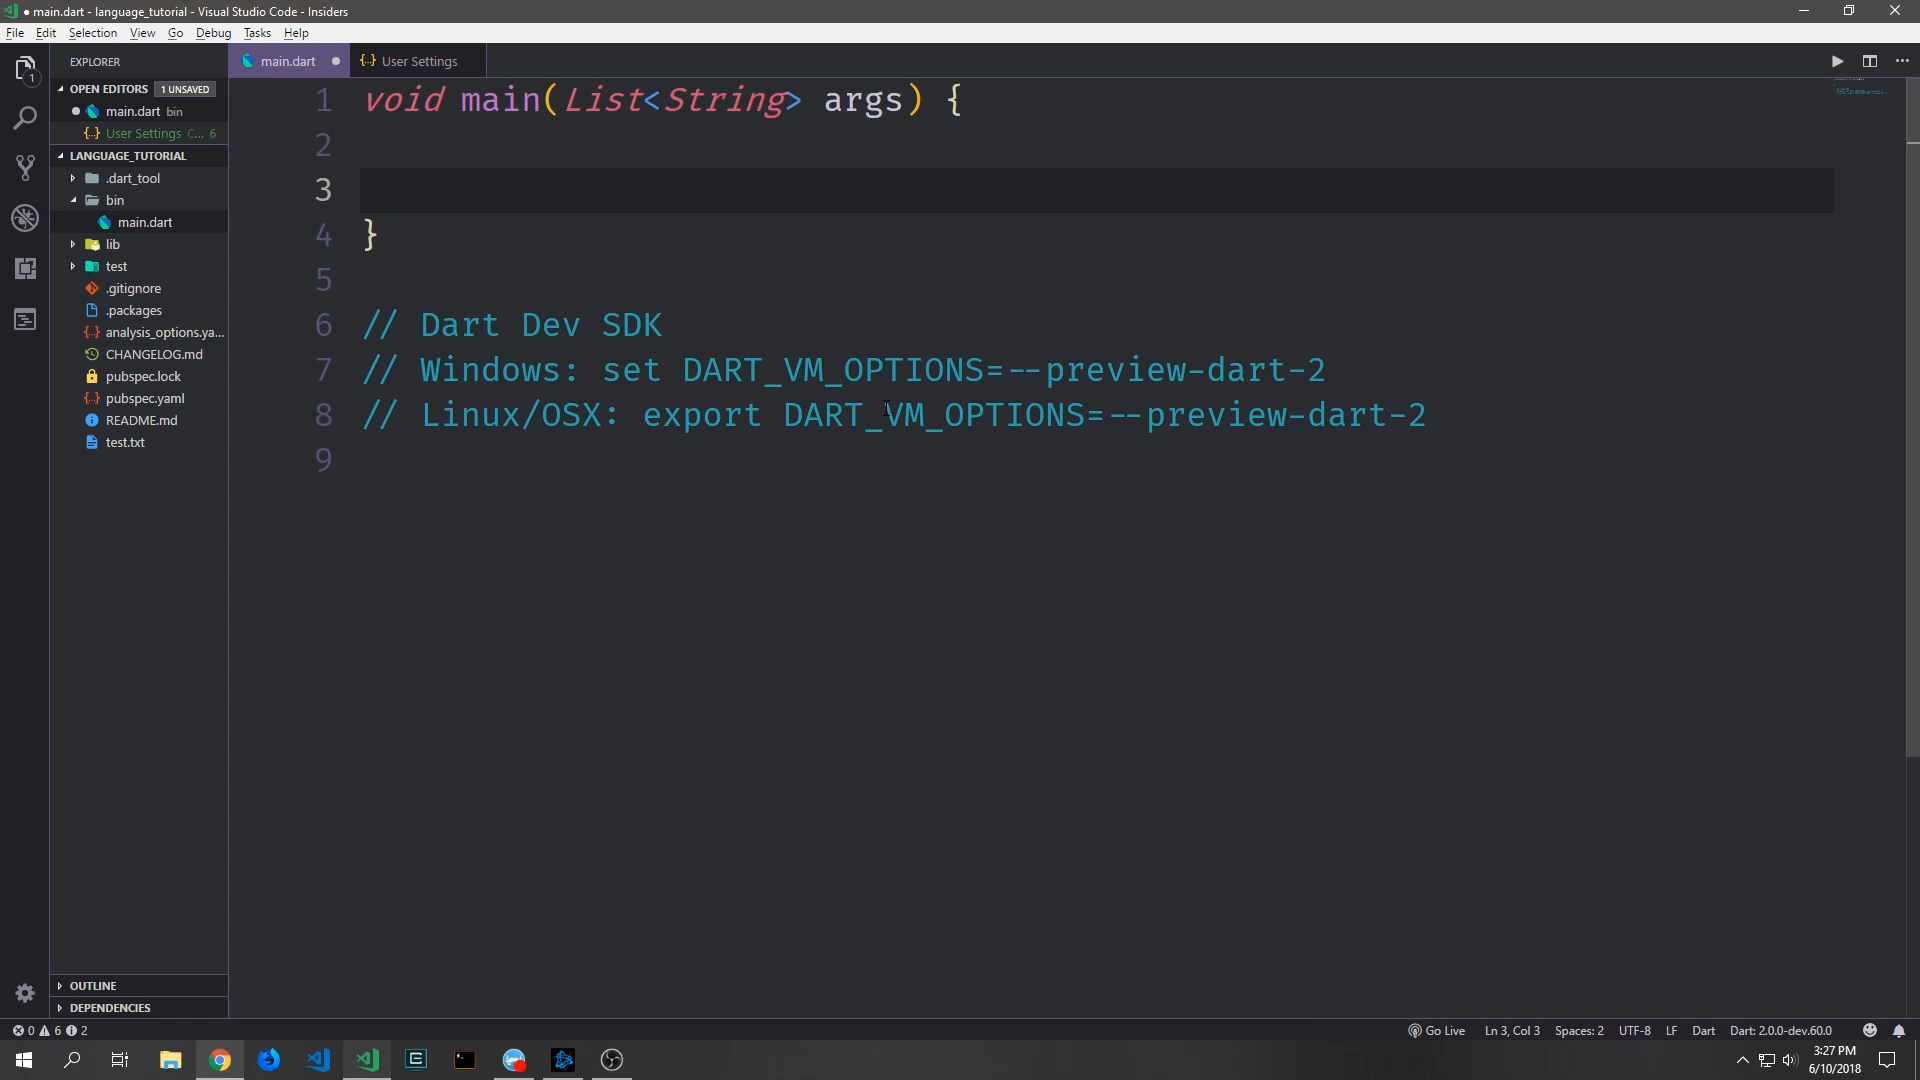 main.dart - language_tutorial - Visual Studio Code - Insiders
File Edit Selection View Go Debug Tasks Help
1
EXPLORER
main.dart
User Settings
OPEN EDITORS 1 UNSAVED
main.dart bin
User Settings C... 6
LANGUAGE_TUTORIAL
.dart_tool
bin
main.dart
lib
test
.gitignore
.packages
analysis_options.ya...
CHANGELOG.md
pubspec.lock
pubspec.yaml
README.md
test.txt
OUTLINE
DEPENDENCIES
1 void main(List<String> args) {
2
3
4 }
5
6 // Dart Dev SDK
7 // Windows: set DART_VM_OPTIONS=--preview-dart-2
8 // Linux/OSX: export DART_VM_OPTIONS=--preview-dart-2
9
0 6 2
Go Live Ln 3, Col 3 Spaces: 2 UTF-8 LF Dart Dart: 2.0.0-dev.60.0
3:27 PM
6/10/2018